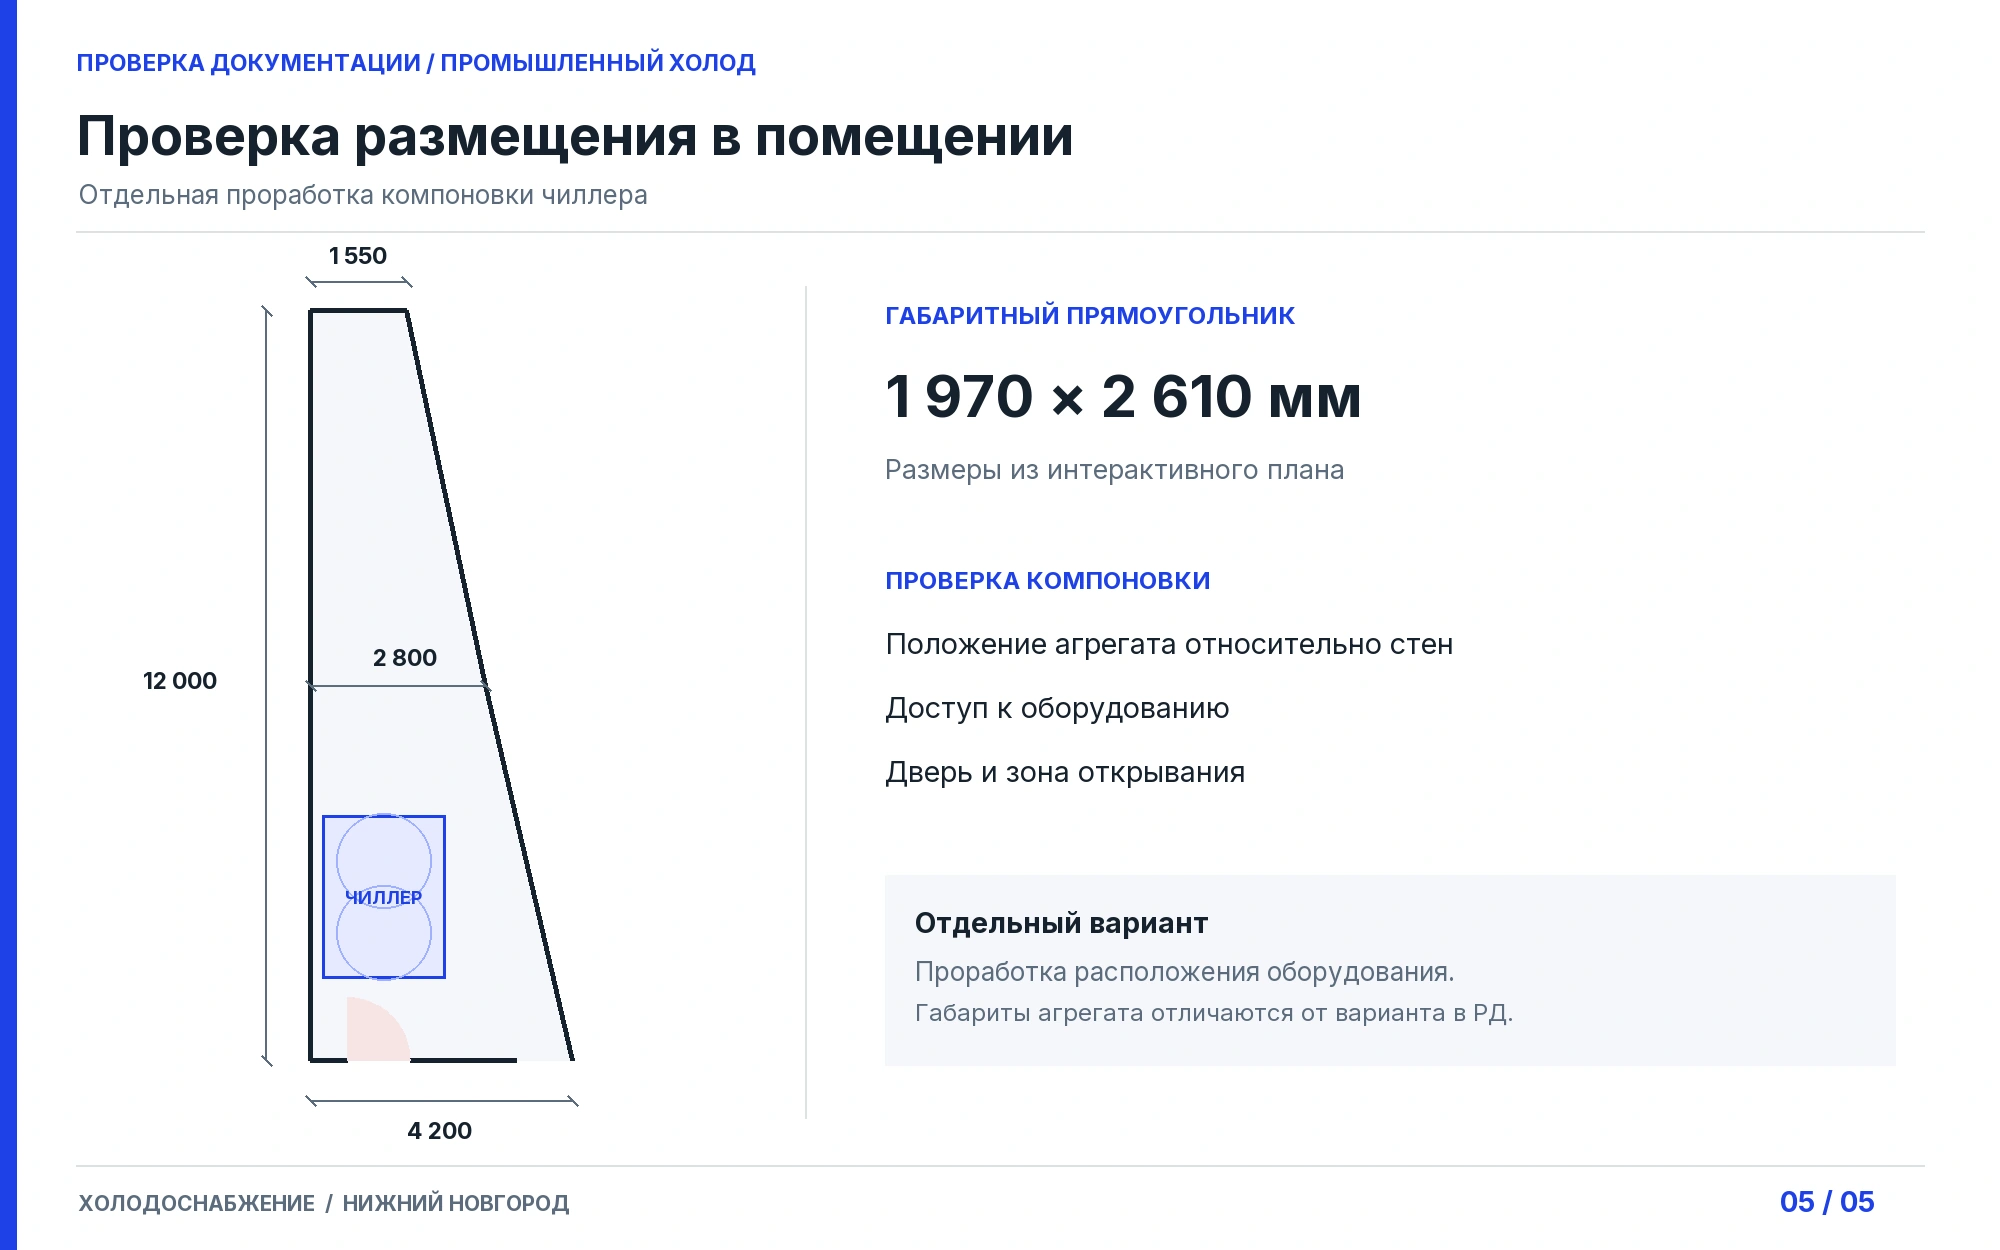 ПРОВЕРКА ДОКУМЕНТАЦИИ / ПРОМЫШЛЕННЫЙ ХОЛОД
Проверка размещения в помещении
Отдельная проработка компоновки чиллера
1 550
2 800
12 000
ЧИЛЛЕР
4 200
ГАБАРИТНЫЙ ПРЯМОУГОЛЬНИК
1 970 × 2 610 мм
Размеры из интерактивного плана
ПРОВЕРКА КОМПОНОВКИ
Положение агрегата относительно стен
Доступ к оборудованию
Дверь и зона открывания
Отдельный вариант
Проработка расположения оборудования.
Габариты агрегата отличаются от варианта в РД.
ХОЛОДОСНАБЖЕНИЕ / НИЖНИЙ НОВГОРОД
05 / 05